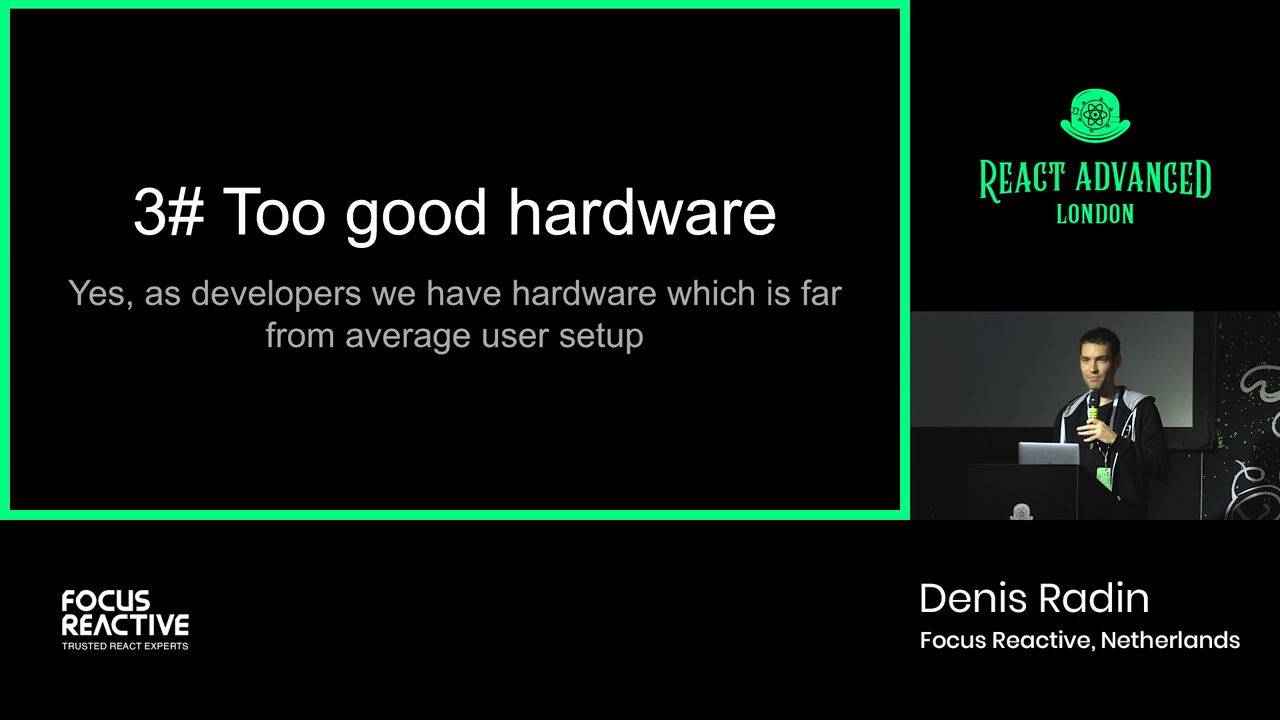 3# Too good hardware
Yes, as developers we have hardware which is far
from average user setup
REACT ADVANCED
LONDON
FOCUS
REACTIVE
TRUSTED REACT EXPERTS
Denis Radin
Focus Reactive, Netherlands